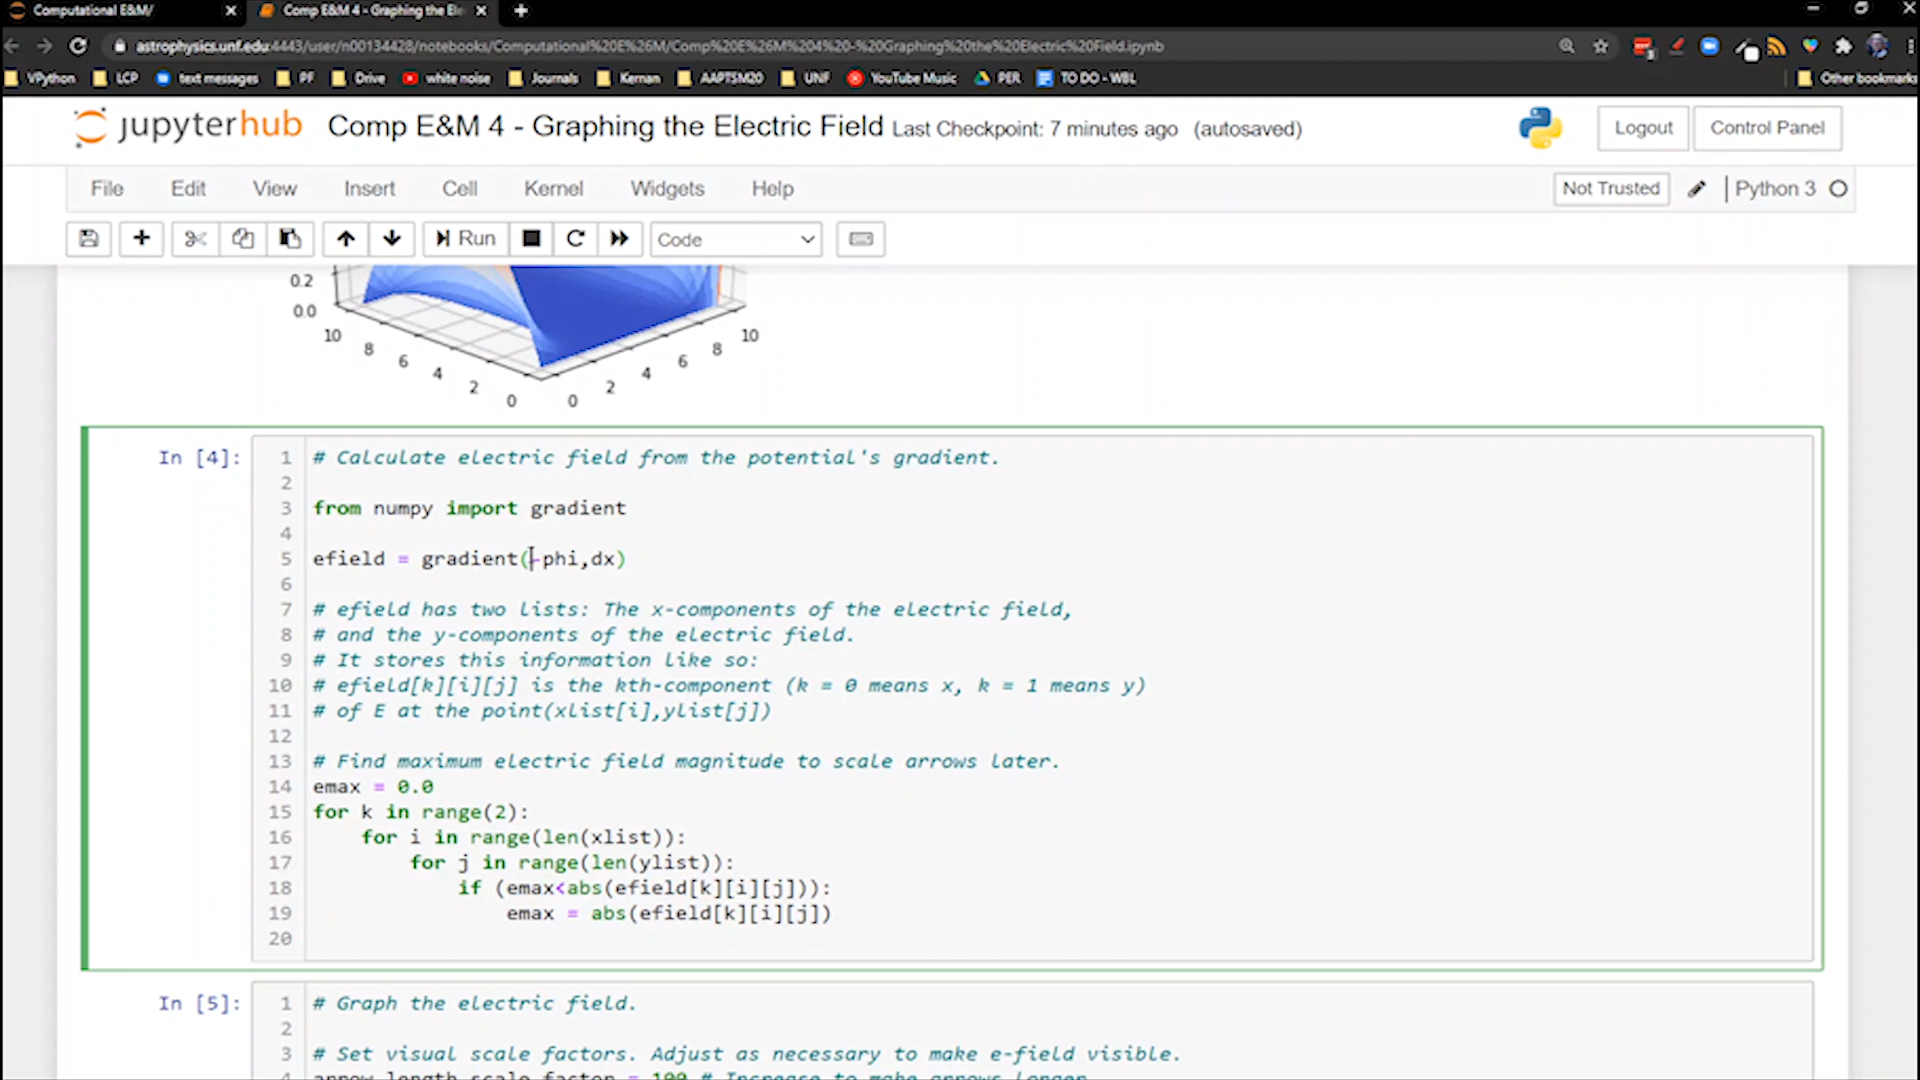 Computational E&M/
Comp E&M 4 - Graphing the Ele
astrophysics.unf.edu:4443/user/n00134428/notebooks/Computational%20E%26M/Comp%20E%26M%204%20-%20Graphing%20the%20Electric%20Field.ipynb
VPython LCP text messages PF Drive white noise Journals Kernan AAPTSM20 UNF YouTube Music PER TO DO - WBL Other bookmarks
jupyterhub Comp E&M 4 - Graphing the Electric Field Last Checkpoint: 7 minutes ago (autosaved) Logout Control Panel
File Edit View Insert Cell Kernel Widgets Help Not Trusted Python 3
Run Code
0.2
0.0
10 8 6 4 2 0
0 2 4 6 8 10
In [4]:
1 # Calculate electric field from the potential's gradient.
2
3 from numpy import gradient
4
5 efield = gradient(-phi,dx)
6
7 # efield has two lists: The x-components of the electric field,
8 # and the y-components of the electric field.
9 # It stores this information like so:
10 # efield[k][i][j] is the kth-component (k = 0 means x, k = 1 means y)
11 # of E at the point(xlist[i],ylist[j])
12
13 # Find maximum electric field magnitude to scale arrows later.
14 emax = 0.0
15 for k in range(2):
16 for i in range(len(xlist)):
17 for j in range(len(ylist)):
18 if (emax<abs(efield[k][i][j])):
19 emax = abs(efield[k][i][j])
20
In [5]:
1 # Graph the electric field.
2
3 # Set visual scale factors. Adjust as necessary to make e-field visible.
4 arrow_length_scale_factor = 100 # Increase to make arrows longer